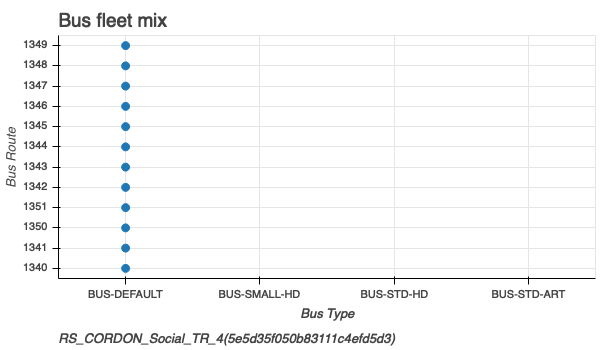 Bus fleet mix
Bus Route
1349
1348
1347
1346
1345
1344
1343
1342
1351
1350
1341
1340
BUS-DEFAULT BUS-SMALL-HD BUS-STD-HD BUS-STD-ART
Bus Type
RS_CORDON_Social_TR_4(5e5d35f050b83111c4efd5d3)